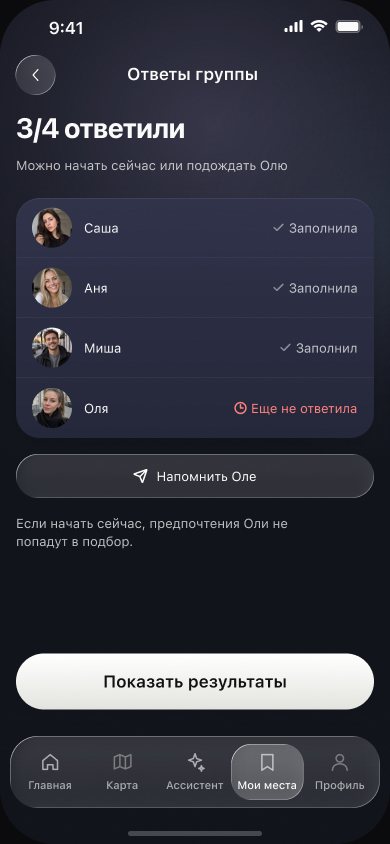 9:41
Ответы группы
3/4 ответили
Можно начать сейчас или подождать Олю
Саша
Заполнила
Аня
Заполнила
Миша
Заполнил
Оля
Еще не ответила
Напомнить Оле
Если начать сейчас, предпочтения Оли не
попадут в подбор.
Показать результаты
Главная
Карта
Ассистент
Мои места
Профиль